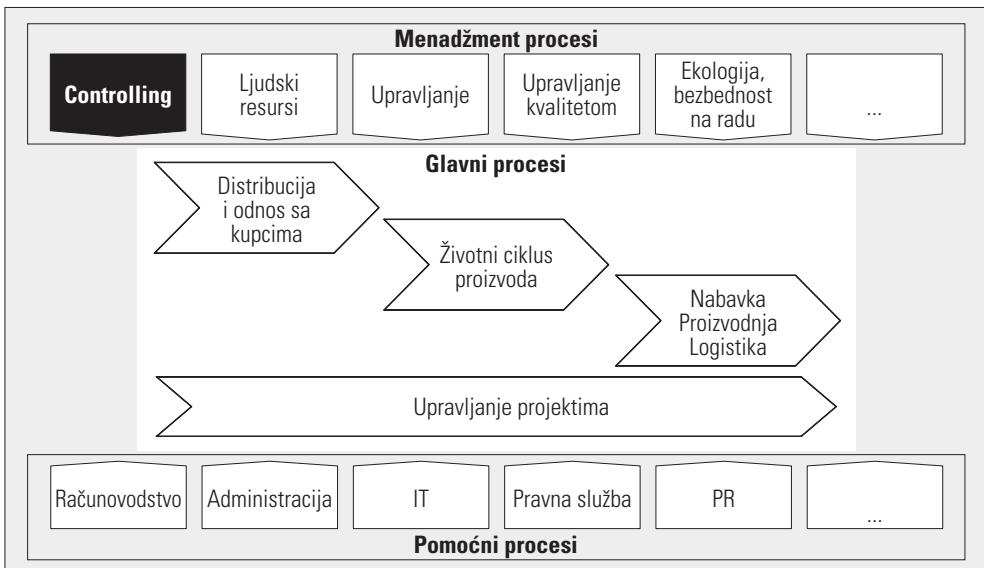 Menadžment procesi
Controlling
Ljudski
resursi
Upravljanje
Upravljanje
kvalitetom
Ekologija,
bezbednost
na radu
...
Glavni procesi
Distribucija
i odnos sa
kupcima
Životni ciklus
proizvoda
Nabavka
Proizvodnja
Logistika
Upravljanje projektima
Računovodstvo
Administracija
IT
Pravna služba
PR
...
Pomoćni procesi